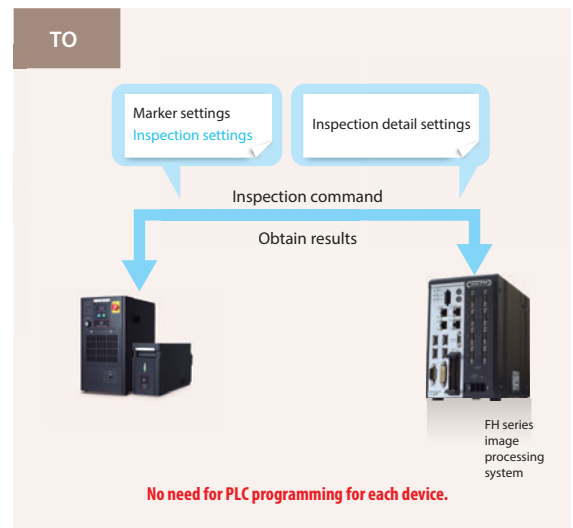 TO
Marker settings
Inspection settings
Inspection detail settings
Inspection command
Obtain results
FH series
image
processing
system
No need for PLC programming for each device.